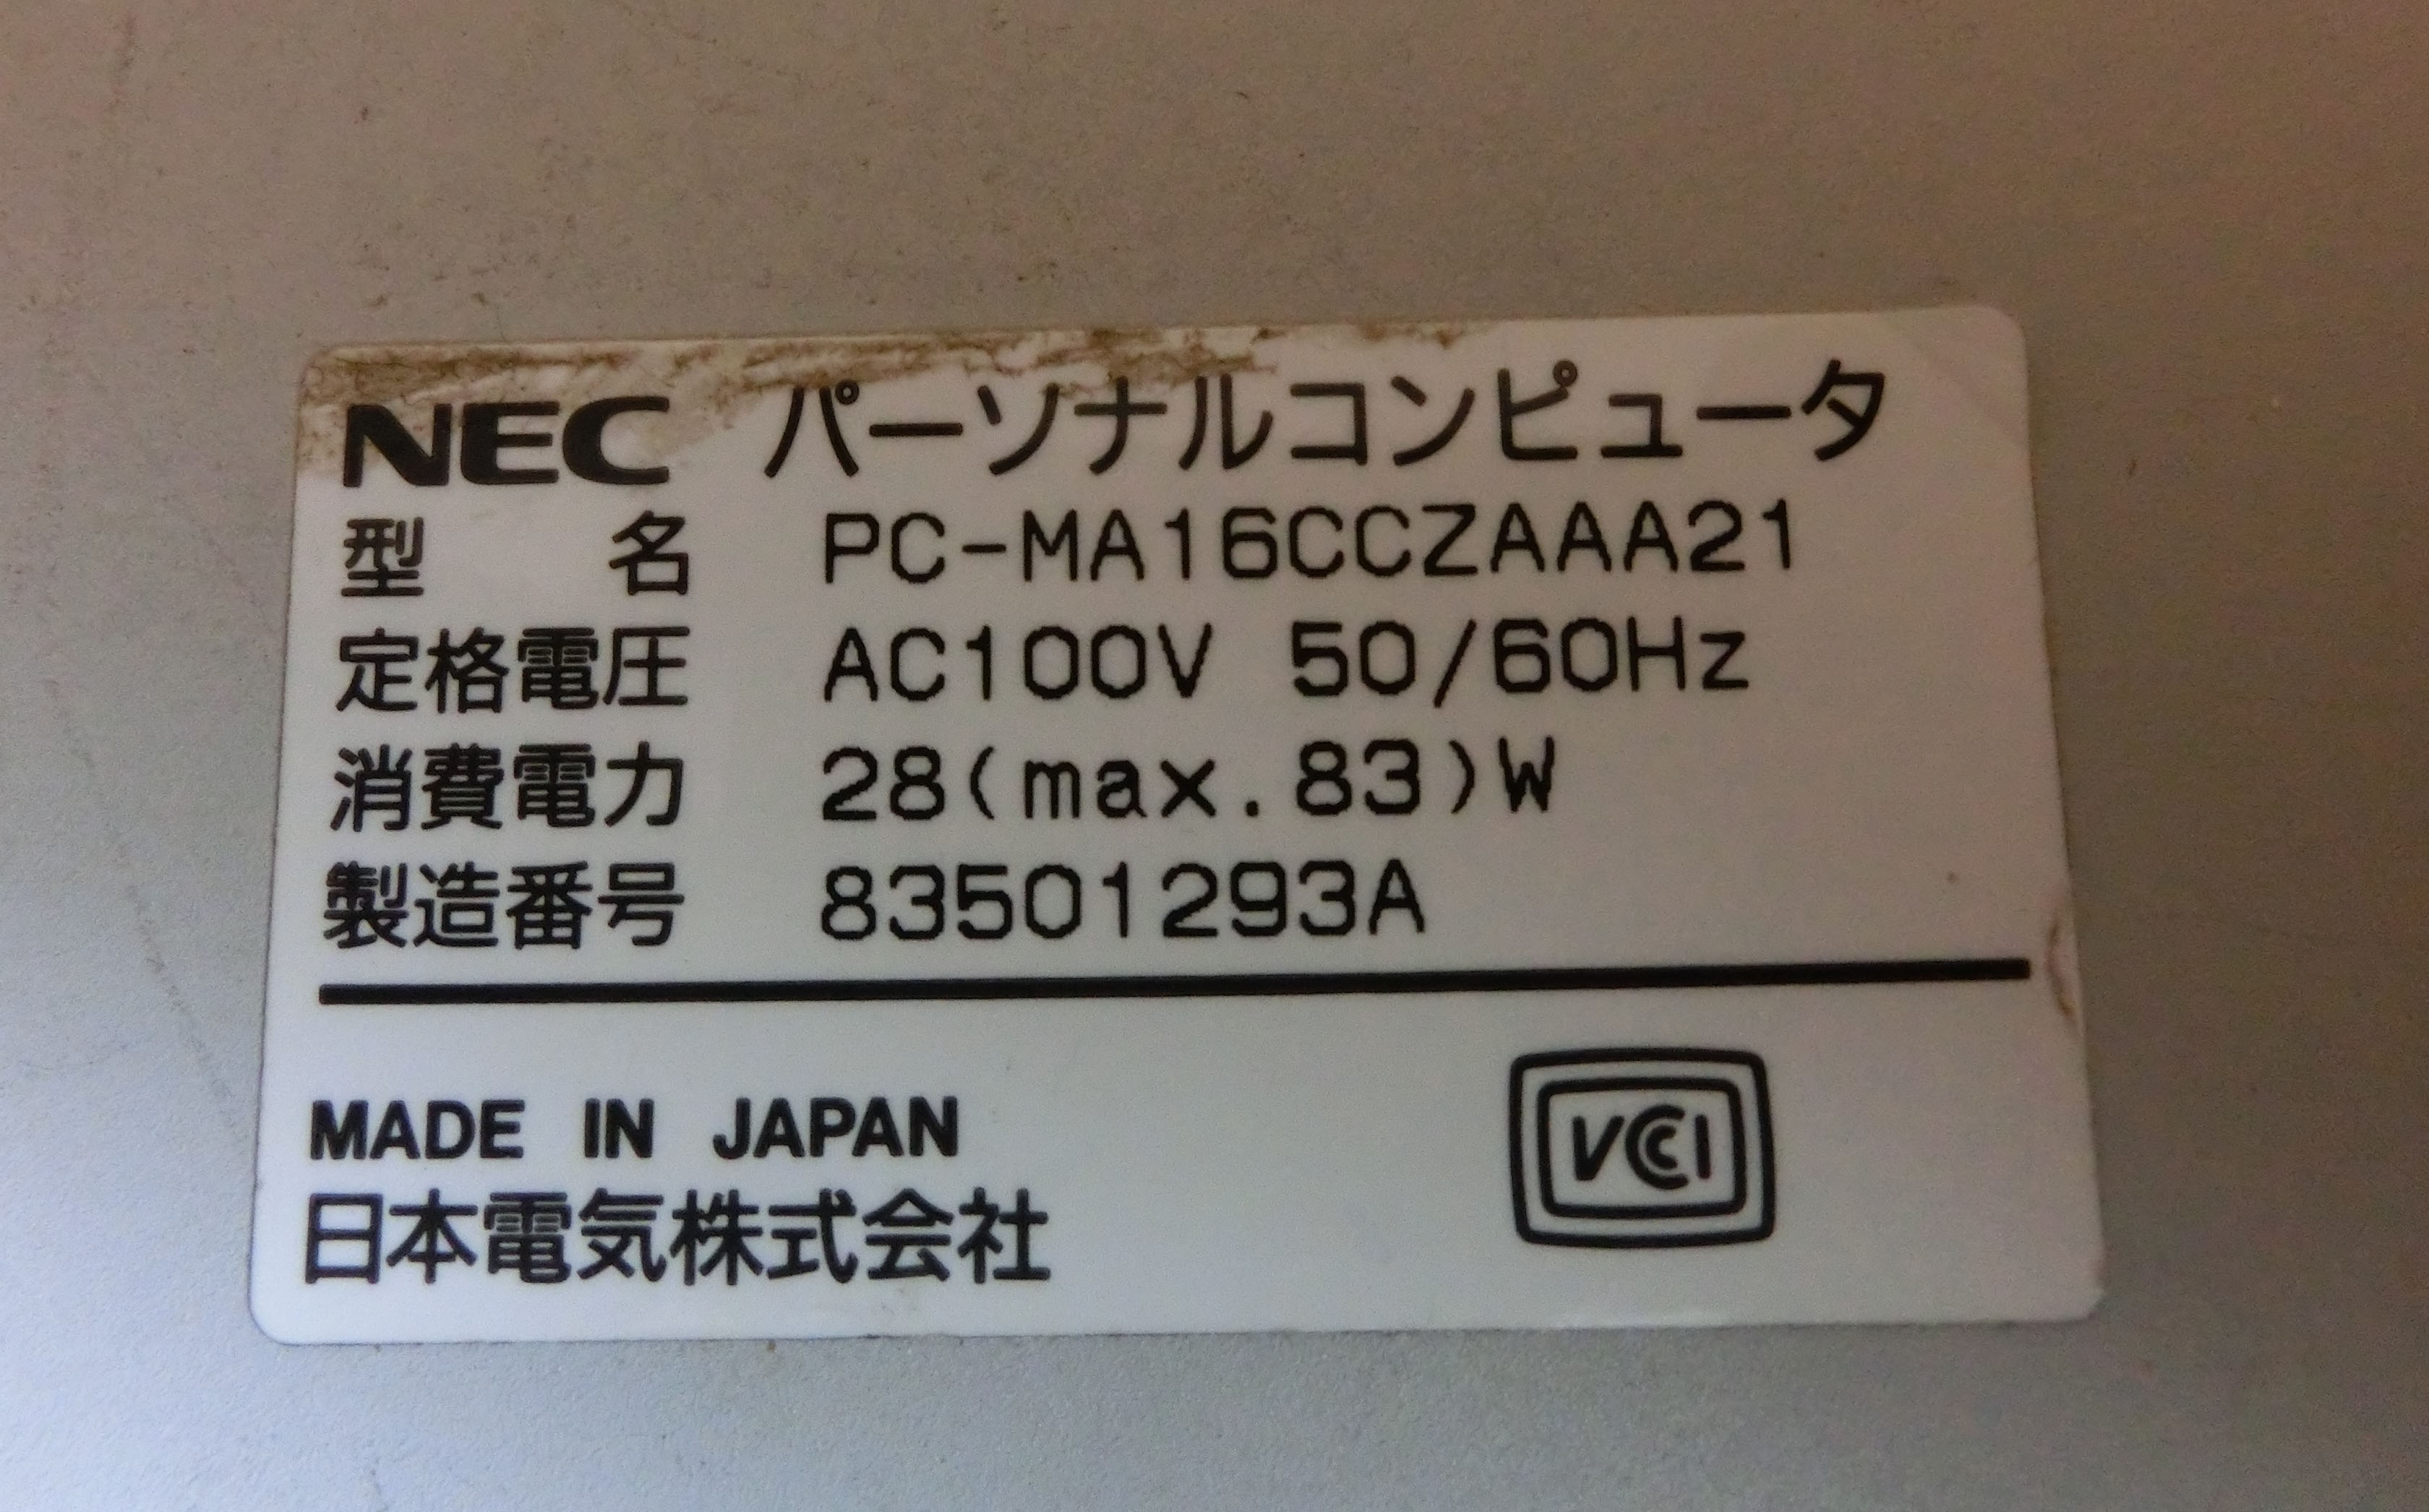 NEC パーソナルコンピュータ
型名 PC-MA16CCZAAA21
定格電圧 AC100V 50/60Hz
消費電力 28(max.83)W
製造番号 83501293A
MADE IN JAPAN
日本電気株式会社
VCCI